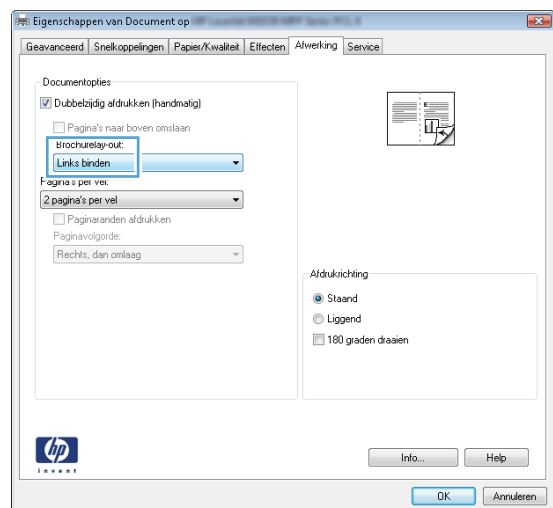 Eigenschappen van Document op
Geavanceerd Snelkoppelingen Papier/Kwaliteit Effecten Afwerking Service
Documentopties
Dubbelzijdig afdrukken (handmatig)
Pagina's naar boven omslaan
Brochurelay-out:
Links binden
Pagina's per vel:
2 pagina's per vel
Paginaranden afdrukken
Paginavolgorde:
Rechts, dan omlaag
Afdrukrichting
Staand
Liggend
180 graden draaien
hp
invent
Info... Help
OK Annuleren